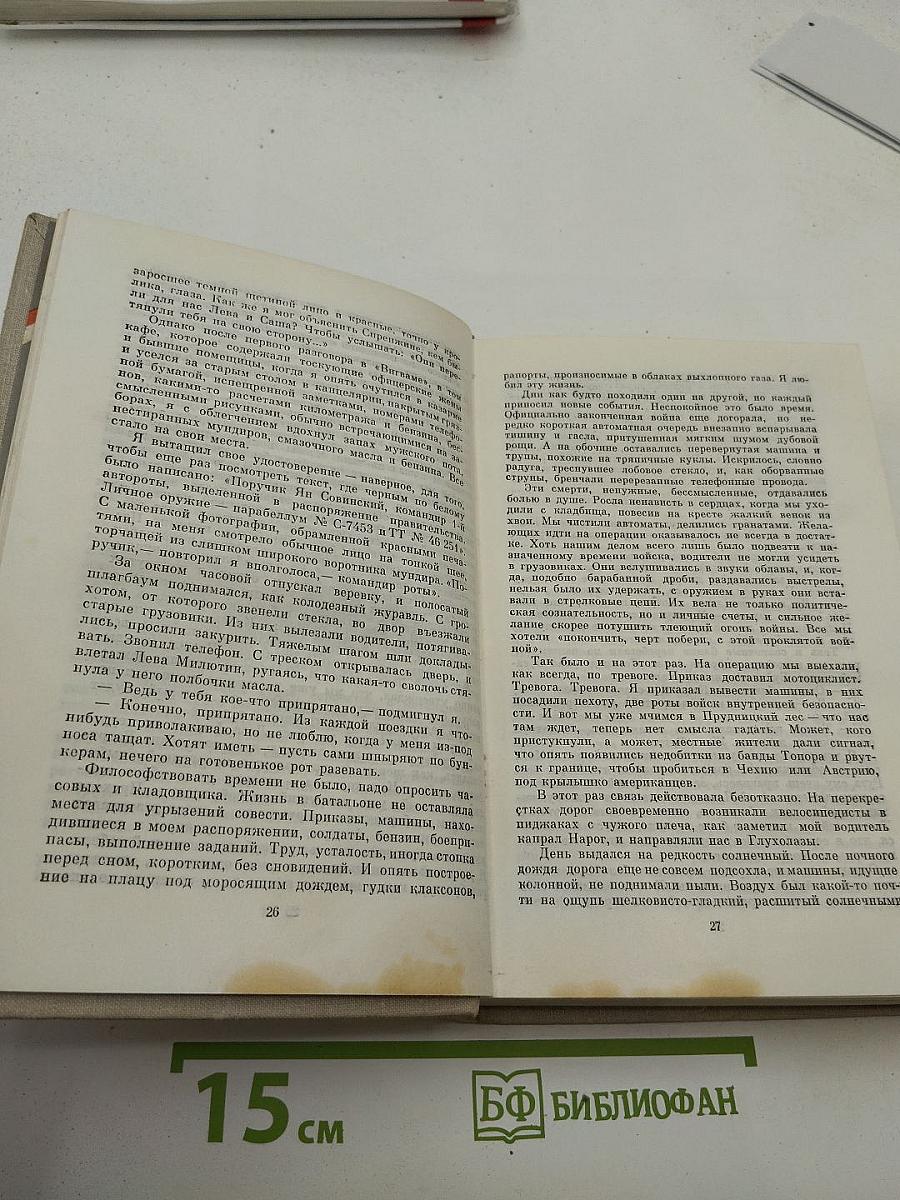 заросшее темной щетиной лицо и красные, точно у кро-
лика, глаза. Как же я мог объяснить Спренжине, кем бы-
ли для нас Лева и Саша? Чтобы услышать: «Они пере-
тянули тебя на свою сторону...»
Однако после первого разговора в «Вигваме», в том
кафе, которое содержали тоскующие офицерские жены
и бывшие помещицы, когда я опять очутился в казарме
и уселся за старым столом в канцелярии, накрытым гряз-
ной бумагой, испещренной заметками, номерами телефо-
нов, какими-то расчетами километража и бензина, бес-
смысленными рисунками, обычно встречающимися на за-
борах, я с облегчением вдохнул запах мужского пота,
нестиранных мундиров, смазочного масла и бензина. Все
стало на свои места.
Я вытащил свое удостоверение — наверное, для того,
чтобы еще раз посмотреть текст, где черным по белому
было написано: «Поручик Ян Совинский, командир 1-й
автороты, выделенной в распоряжение правительства.
Личное оружие — парабеллум № С-7453 и ТТ № 46 251».
С маленькой фотографии, обрамленной красными печа-
тями, на меня смотрело обычное лицо на тонкой шее,
торчащей из слишком широкого воротника мундира. «По-
ручик,— повторил я вполголоса,— командир роты».
За окном часовой отпускал веревку, и полосатый
шлагбаум поднимался, как колодезный журавль. С гро-
хотом, от которого звенели стекла, во двор въезжали
старые грузовики. Из них вылезали водители, потягива-
лись, просили закурить. Тяжелым шагом шли доклады-
вать. Звонил телефон. С треском открывалась дверь, и
влетал Лева Милютин, ругаясь, что какая-то сволочь стя-
нула у него полбочки масла.
— Ведь у тебя кое-что припрятано,— подмигнул я.
— Конечно, припрятано. Из каждой поездки я что-
нибудь приволакиваю, но не люблю, когда у меня из-под
носа тащат. Хотят иметь — пусть сами шныряют по бун-
керам, нечего на готовенькое рот разевать.
Философствовать времени не было, надо опросить ча-
совых и кладовщика. Жизнь в батальоне не оставляла
места для угрызений совести. Приказы, машины, нахо-
дившиеся в моем распоряжении, солдаты, бензин, боепри-
пасы, выполнение заданий. Труд, усталость, иногда стопка
перед сном, коротким, без сновидений. И опять построе-
ние на плацу под моросящим дождем, гудки клаксонов,
26
рапорты, произносимые в облаках выхлопного газа. Я лю-
бил эту жизнь.
Дни как будто походили один на другой, но каждый
приносил новые события. Неспокойное это было время.
Официально законченная война еще догорала, но не-
редко короткая автоматная очередь внезапно вспарывала
тишину и гасла, притушенная мягким шумом дубовой
рощи. А на обочине оставались перевернутая машина и
трупы, похожие на тряпичные куклы. Искрилось, словно
радуга, треснувшее лобовое стекло, и, как оборванные
струны, бренчали перерезанные телефонные провода.
Эти смерти, ненужные, бессмысленные, отдавались
болью в душе. Росла ненависть в сердцах, когда мы ухо-
дили с кладбища, повесив на кресте жалкий венок из
хвои. Мы чистили автоматы, делились гранатами. Жела-
ющих идти на операции оказывалось не всегда в достат-
ке. Хоть нашим делом всего лишь было подвезти к на-
значенному времени войска, водители не могли усидеть
в грузовиках. Они вслушивались в звуки облавы, и, ког-
да, подобно барабанной дроби, раздавались выстрелы,
нельзя было их удержать, с оружием в руках они вста-
вали в стрелковые цепи. Их вела не только политиче-
ская сознательность, но и личные счеты, и сильное же-
лание скорее потушить тлеющий огонь войны. Все мы
хотели «покончить, черт побери, с этой проклятой вой-
ной».
Так было и на этот раз. На операцию мы выехали,
как всегда, по тревоге. Приказ доставил мотоциклист.
Тревога. Тревога. Я приказал вывести машины, в них
посадили пехоту, две роты войск внутренней безопасно-
сти. И вот мы уже мчимся в Прудницкий лес — что нас
там ждет, теперь нет смысла гадать. Может, кого
пристукнули, а может, местные жители дали сигнал,
что опять появились недобитки из банды Топора и рвут-
ся к границе, чтобы пробиться в Чехию или Австрию,
под крылышко американцев.
В этот раз связь действовала безотказно. На перекре-
стках дорог своевременно возникали велосипедисты в
пиджаках с чужого плеча, как заметил мой водитель
капрал Нарог, и направляли нас в Глухолазы.
День выдался на редкость солнечный. После ночного
дождя дорога еще не совсем подсохла, и машины, идущие
колонной, не поднимали пыли. Воздух был какой-то поч-
ти на ощупь шелковисто-гладкий, расшитый солнечными
27
15 см
БФ БИБЛИОФАН